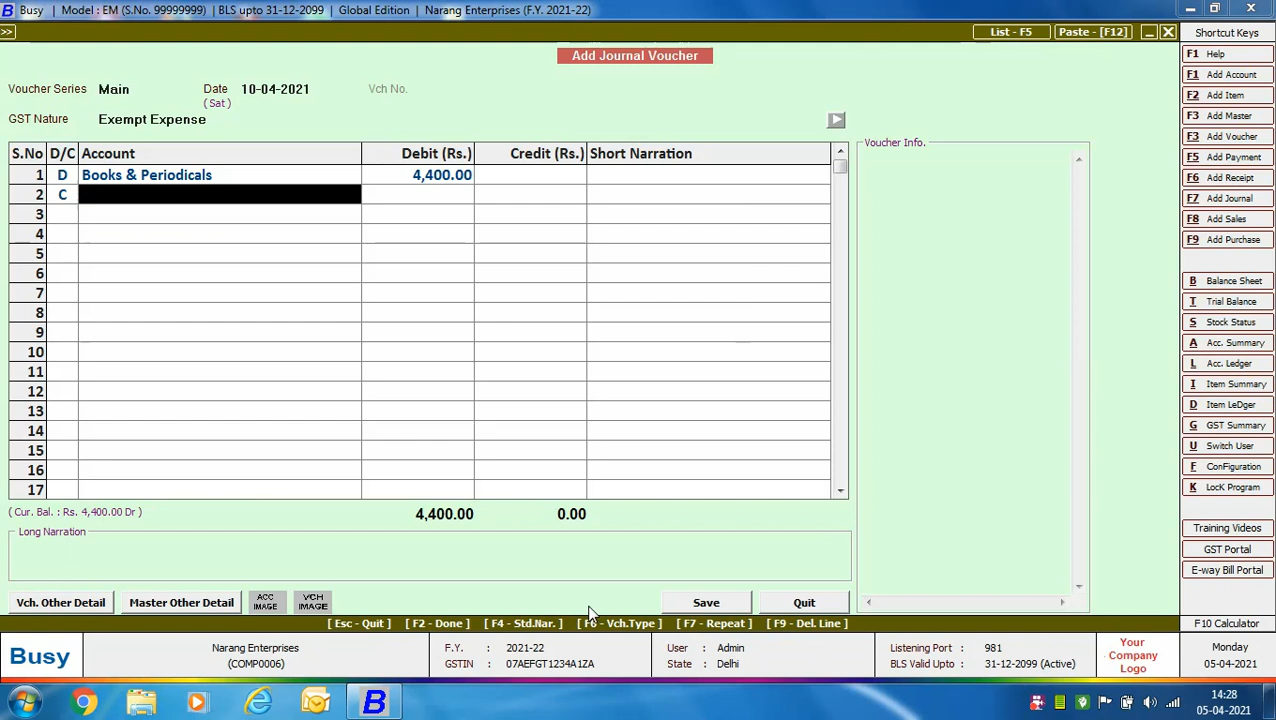 Busy | Model : EM (S.No. 99999999) | BLS upto 31-12-2099 | Global Edition | Narang Enterprises (F.Y. 2021-22)
>> List - F5 Paste - [F12]
Add Journal Voucher
Voucher Series Main Date 10-04-2021 Vch No.
( Sat )
GST Nature Exempt Expense
S.No D/C Account Debit (Rs.) Credit (Rs.) Short Narration
1 D Books & Periodicals 4,400.00
2 C
3
4
5
6
7
8
9
10
11
12
13
14
15
16
17
( Cur. Bal. : Rs. 4,400.00 Dr ) 4,400.00 0.00
Long Narration
Voucher Info.
Vch. Other Detail Master Other Detail ACC IMAGE VCH IMAGE Save Quit
[ Esc - Quit ] [ F2 - Done ] [ F4 - Std.Nar. ] [ F6 - Vch.Type ] [ F7 - Repeat ] [ F9 - Del. Line ]
Shortcut Keys
F1 Help
F1 Add Account
F2 Add Item
F3 Add Master
F3 Add Voucher
F5 Add Payment
F6 Add Receipt
F7 Add Journal
F8 Add Sales
F9 Add Purchase
B Balance Sheet
T Trial Balance
S Stock Status
A Acc. Summary
L Acc. Ledger
I Item Summary
D Item LeDger
G GST Summary
U Switch User
F ConFiguration
K LocK Program
Training Videos
GST Portal
E-way Bill Portal
F10 Calculator
Busy
Narang Enterprises
(COMP0006)
F.Y. : 2021-22
GSTIN : 07AEFGT1234A1ZA
User : Admin
State : Delhi
Listening Port : 981
BLS Valid Upto : 31-12-2099 (Active)
Your
Company
Logo
Monday
05-04-2021
14:28
05-04-2021